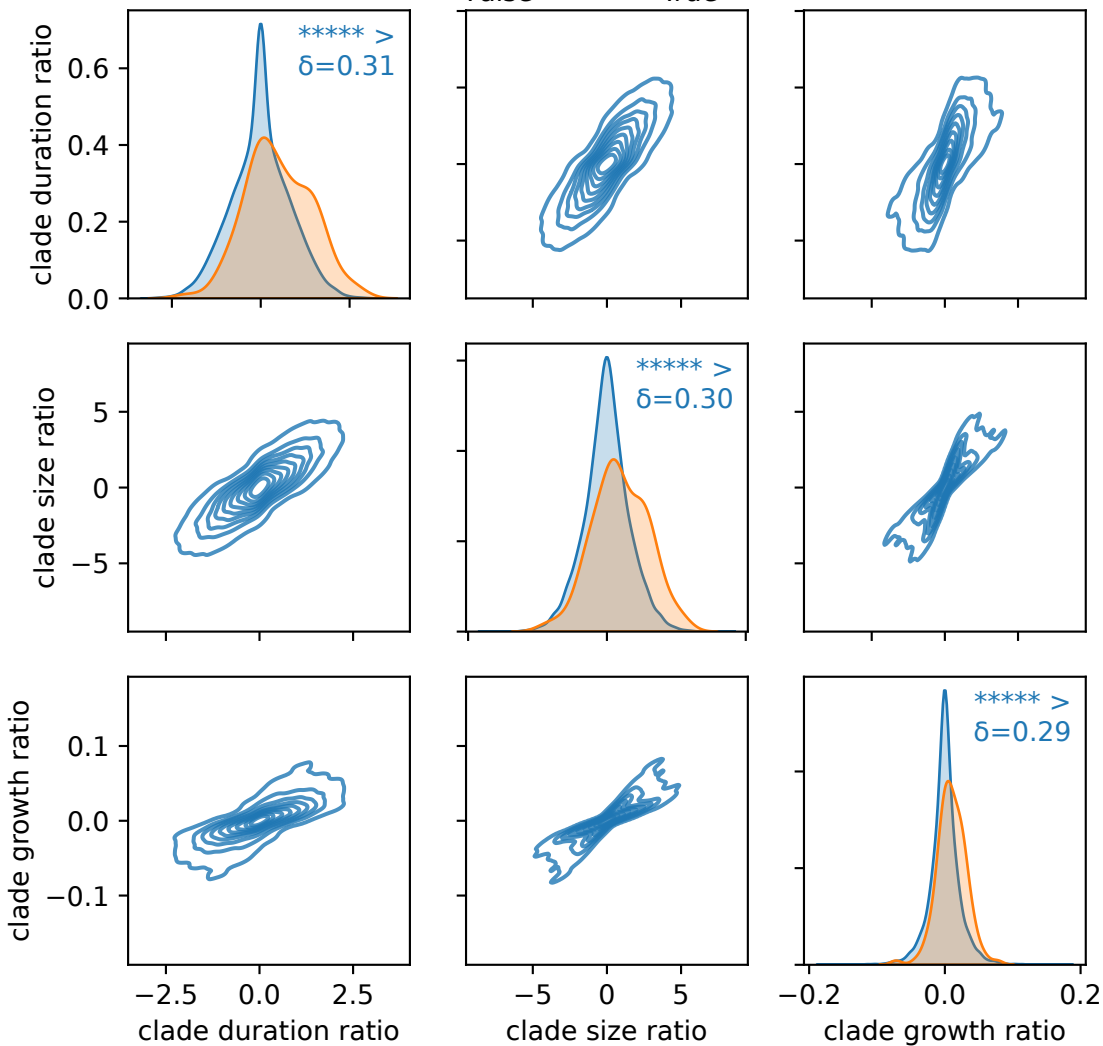 clade duration ratio
0.6
0.4
0.2
0.0
***** >
δ=0.31
clade size ratio
5
0
−5
***** >
δ=0.30
clade growth ratio
0.1
0.0
−0.1
***** >
δ=0.29
−2.5 0.0 2.5
−5 0 5
−0.2 0.0 0.2
clade duration ratio
clade size ratio
clade growth ratio